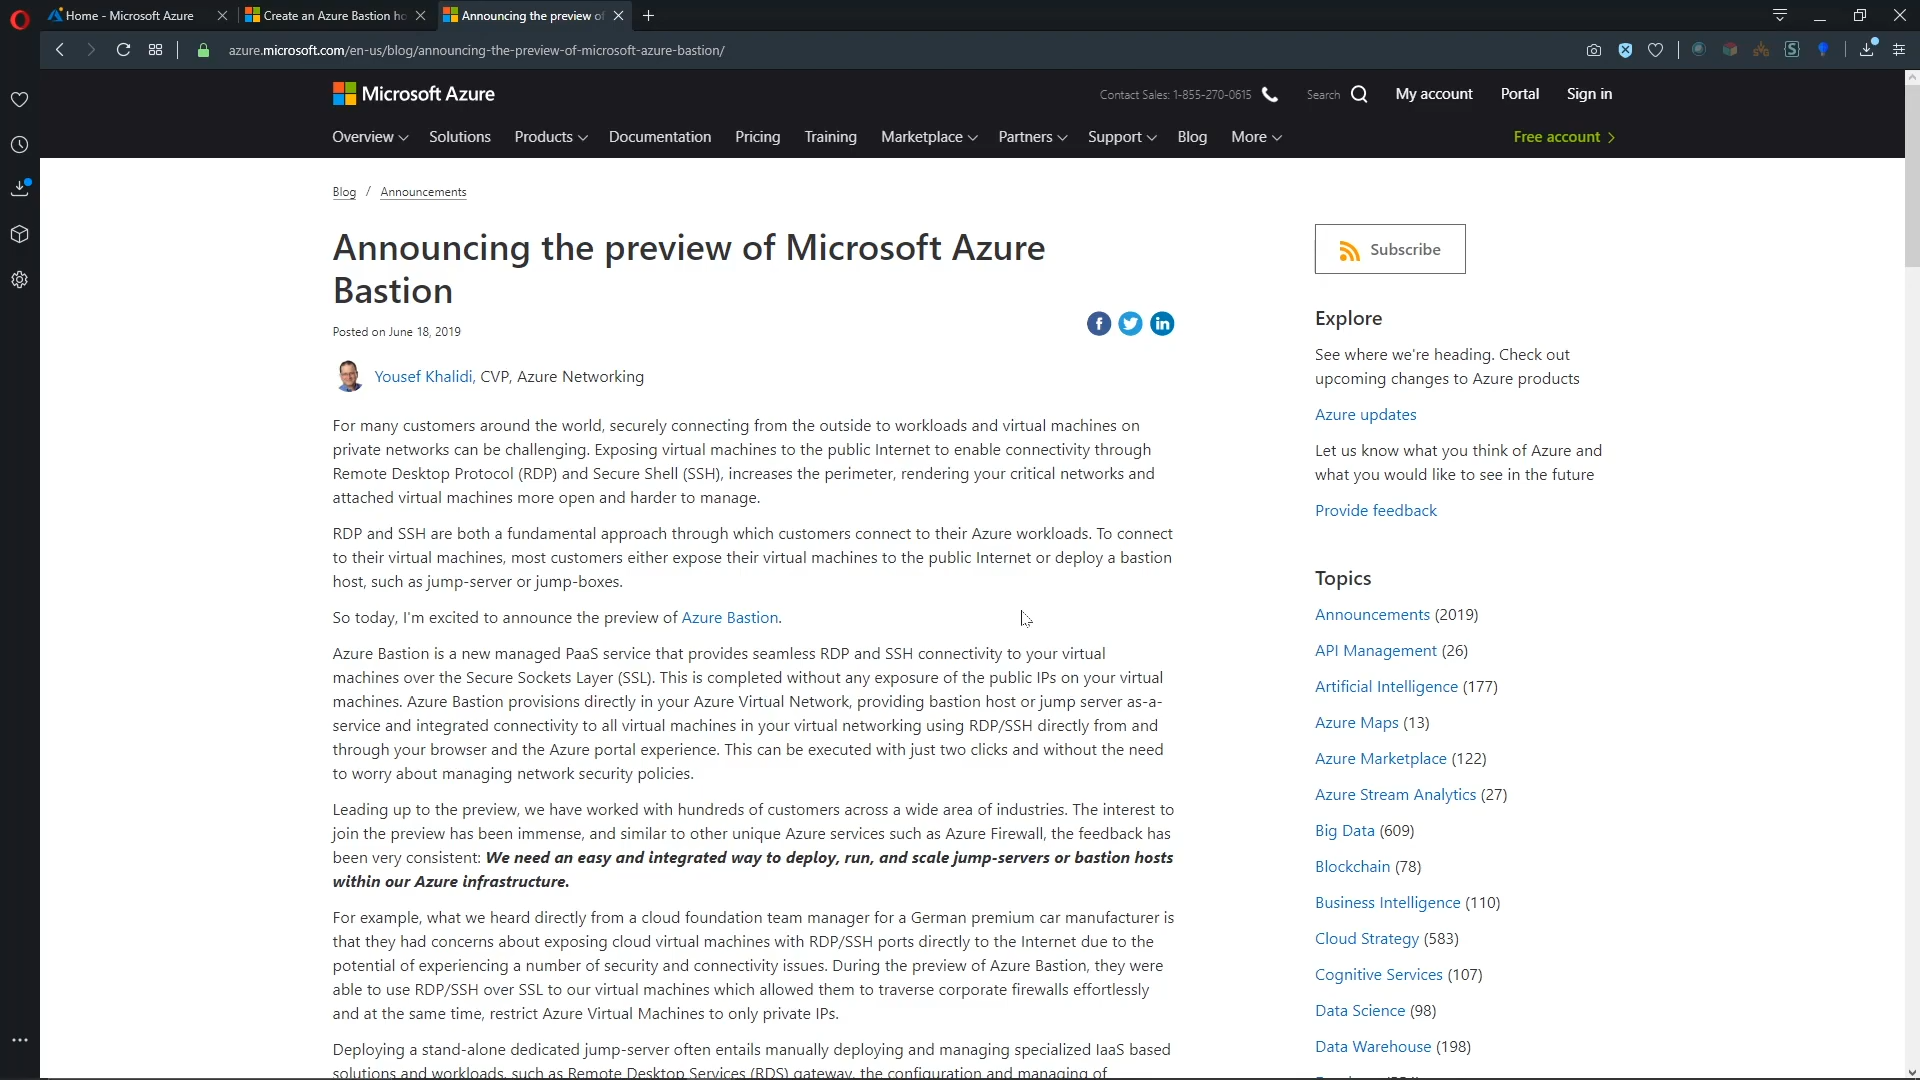 Home - Microsoft Azure
Create an Azure Bastion ho
Announcing the preview of
azure.microsoft.com/en-us/blog/announcing-the-preview-of-microsoft-azure-bastion/
Microsoft Azure
Contact Sales: 1-855-270-0615
Search
My account
Portal
Sign in
Overview
Solutions
Products
Documentation
Pricing
Training
Marketplace
Partners
Support
Blog
More
Free account >
Blog / Announcements
Announcing the preview of Microsoft Azure
Bastion
Posted on June 18, 2019
Yousef Khalidi, CVP, Azure Networking
For many customers around the world, securely connecting from the outside to workloads and virtual machines on
private networks can be challenging. Exposing virtual machines to the public Internet to enable connectivity through
Remote Desktop Protocol (RDP) and Secure Shell (SSH), increases the perimeter, rendering your critical networks and
attached virtual machines more open and harder to manage.
RDP and SSH are both a fundamental approach through which customers connect to their Azure workloads. To connect
to their virtual machines, most customers either expose their virtual machines to the public Internet or deploy a bastion
host, such as jump-server or jump-boxes.
So today, I'm excited to announce the preview of Azure Bastion.
Azure Bastion is a new managed PaaS service that provides seamless RDP and SSH connectivity to your virtual
machines over the Secure Sockets Layer (SSL). This is completed without any exposure of the public IPs on your virtual
machines. Azure Bastion provisions directly in your Azure Virtual Network, providing bastion host or jump server as-a-
service and integrated connectivity to all virtual machines in your virtual networking using RDP/SSH directly from and
through your browser and the Azure portal experience. This can be executed with just two clicks and without the need
to worry about managing network security policies.
Leading up to the preview, we have worked with hundreds of customers across a wide area of industries. The interest to
join the preview has been immense, and similar to other unique Azure services such as Azure Firewall, the feedback has
been very consistent: We need an easy and integrated way to deploy, run, and scale jump-servers or bastion hosts
within our Azure infrastructure.
For example, what we heard directly from a cloud foundation team manager for a German premium car manufacturer is
that they had concerns about exposing cloud virtual machines with RDP/SSH ports directly to the Internet due to the
potential of experiencing a number of security and connectivity issues. During the preview of Azure Bastion, they were
able to use RDP/SSH over SSL to our virtual machines which allowed them to traverse corporate firewalls effortlessly
and at the same time, restrict Azure Virtual Machines to only private IPs.
Deploying a stand-alone dedicated jump-server often entails manually deploying and managing specialized IaaS based
solutions and workloads, such as Remote Desktop Services (RDS) gateway, the configuration and managing of
Subscribe
Explore
See where we're heading. Check out
upcoming changes to Azure products
Azure updates
Let us know what you think of Azure and
what you would like to see in the future
Provide feedback
Topics
Announcements (2019)
API Management (26)
Artificial Intelligence (177)
Azure Maps (13)
Azure Marketplace (122)
Azure Stream Analytics (27)
Big Data (609)
Blockchain (78)
Business Intelligence (110)
Cloud Strategy (583)
Cognitive Services (107)
Data Science (98)
Data Warehouse (198)